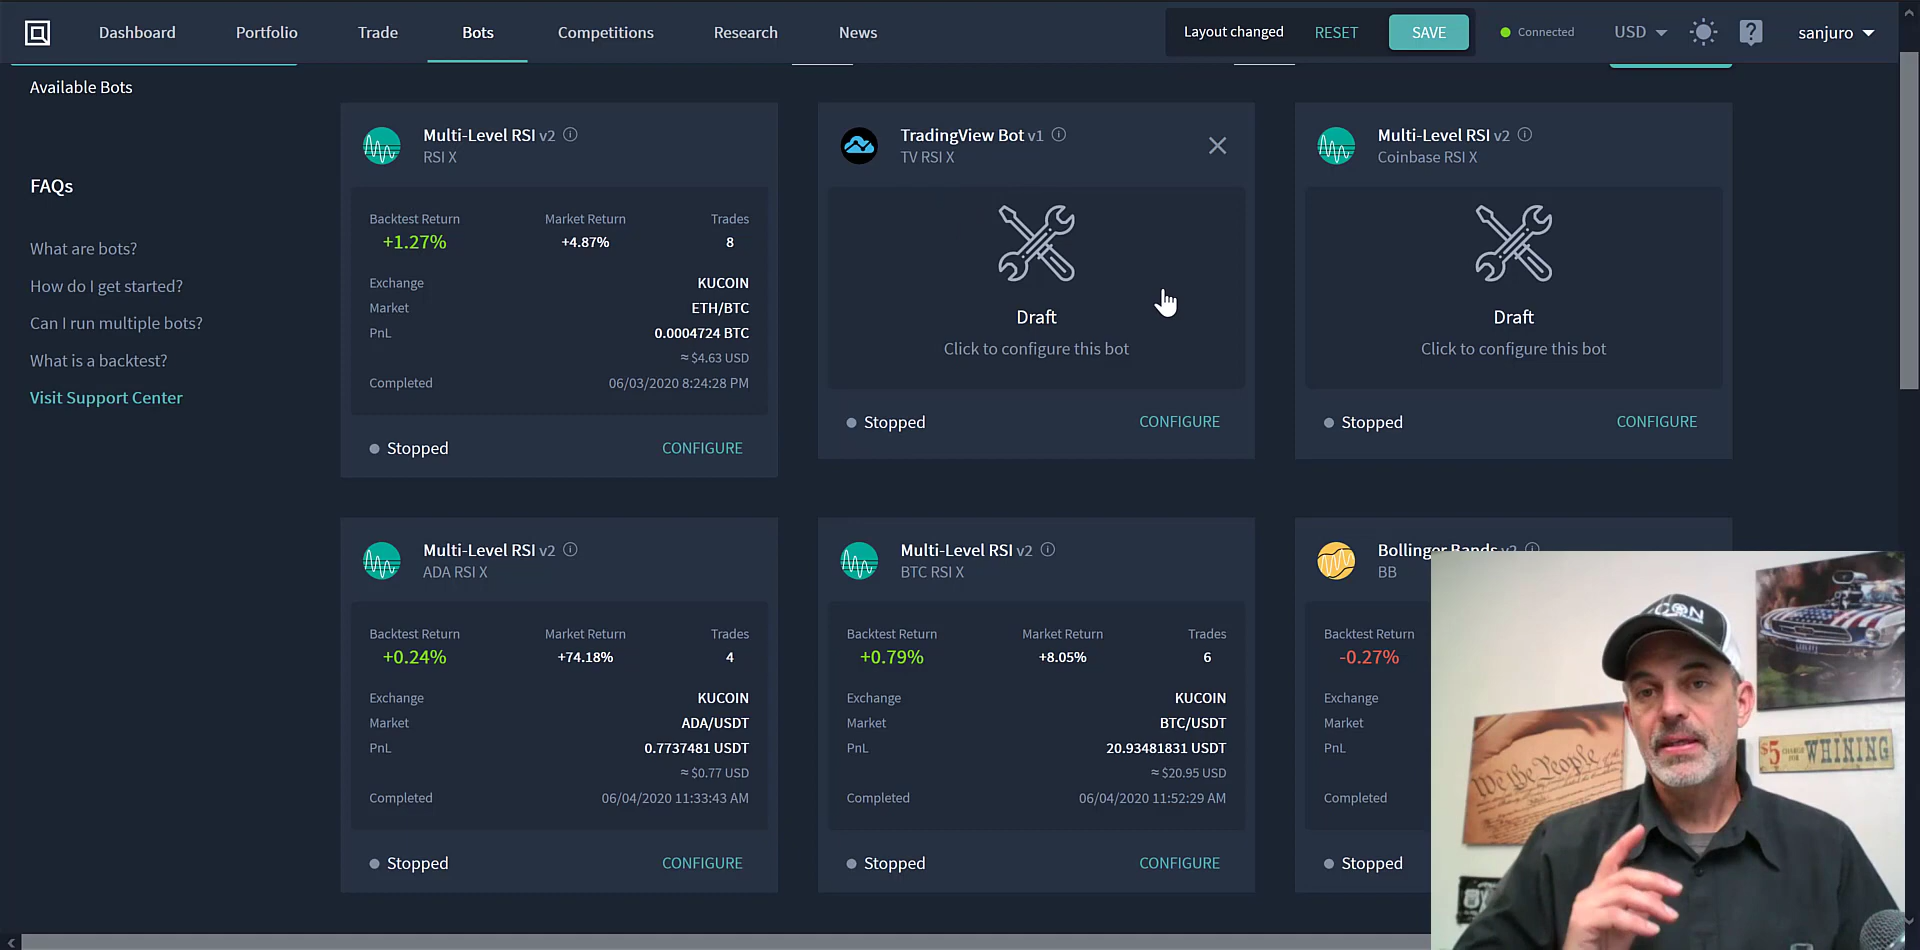 Dashboard
Portfolio
Trade
Bots
Competitions
Research
News
Layout changed
RESET
SAVE
Connected
USD
?
sanjuro
Available Bots
FAQs
What are bots?
How do I get started?
Can I run multiple bots?
What is a backtest?
Visit Support Center
Multi-Level RSI v2
RSI X
Backtest Return
Market Return
Trades
+1.27%
+4.87%
8
Exchange
KUCOIN
Market
ETH/BTC
PnL
0.0004724 BTC
≈ $4.63 USD
Completed
06/03/2020 8:24:28 PM
Stopped
CONFIGURE
TradingView Bot v1
TV RSI X
Draft
Click to configure this bot
Stopped
CONFIGURE
Multi-Level RSI v2
Coinbase RSI X
Draft
Click to configure this bot
Stopped
CONFIGURE
Multi-Level RSI v2
ADA RSI X
Backtest Return
Market Return
Trades
+0.24%
+74.18%
4
Exchange
KUCOIN
Market
ADA/USDT
PnL
0.7737481 USDT
≈ $0.77 USD
Completed
06/04/2020 11:33:43 AM
Stopped
CONFIGURE
Multi-Level RSI v2
BTC RSI X
Backtest Return
Market Return
Trades
+0.79%
+8.05%
6
Exchange
KUCOIN
Market
BTC/USDT
PnL
20.93481831 USDT
≈ $20.95 USD
Completed
06/04/2020 11:52:29 AM
Stopped
CONFIGURE
Bollinger Bands v2
BB
Backtest Return
-0.27%
Exchange
Market
PnL
Completed
Stopped
We the People
$5 CHARGE FOR WHINING